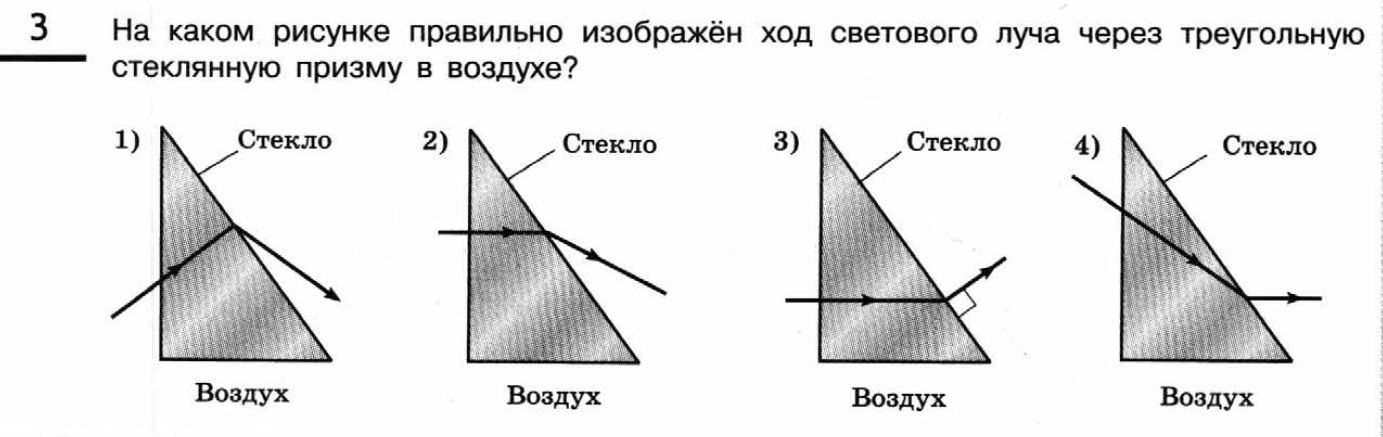 3 На каком рисунке правильно изображён ход светового луча через треугольную
стеклянную призму в воздухе?
1) Стекло 2) Стекло 3) Стекло 4) Стекло
Воздух Воздух Воздух Воздух